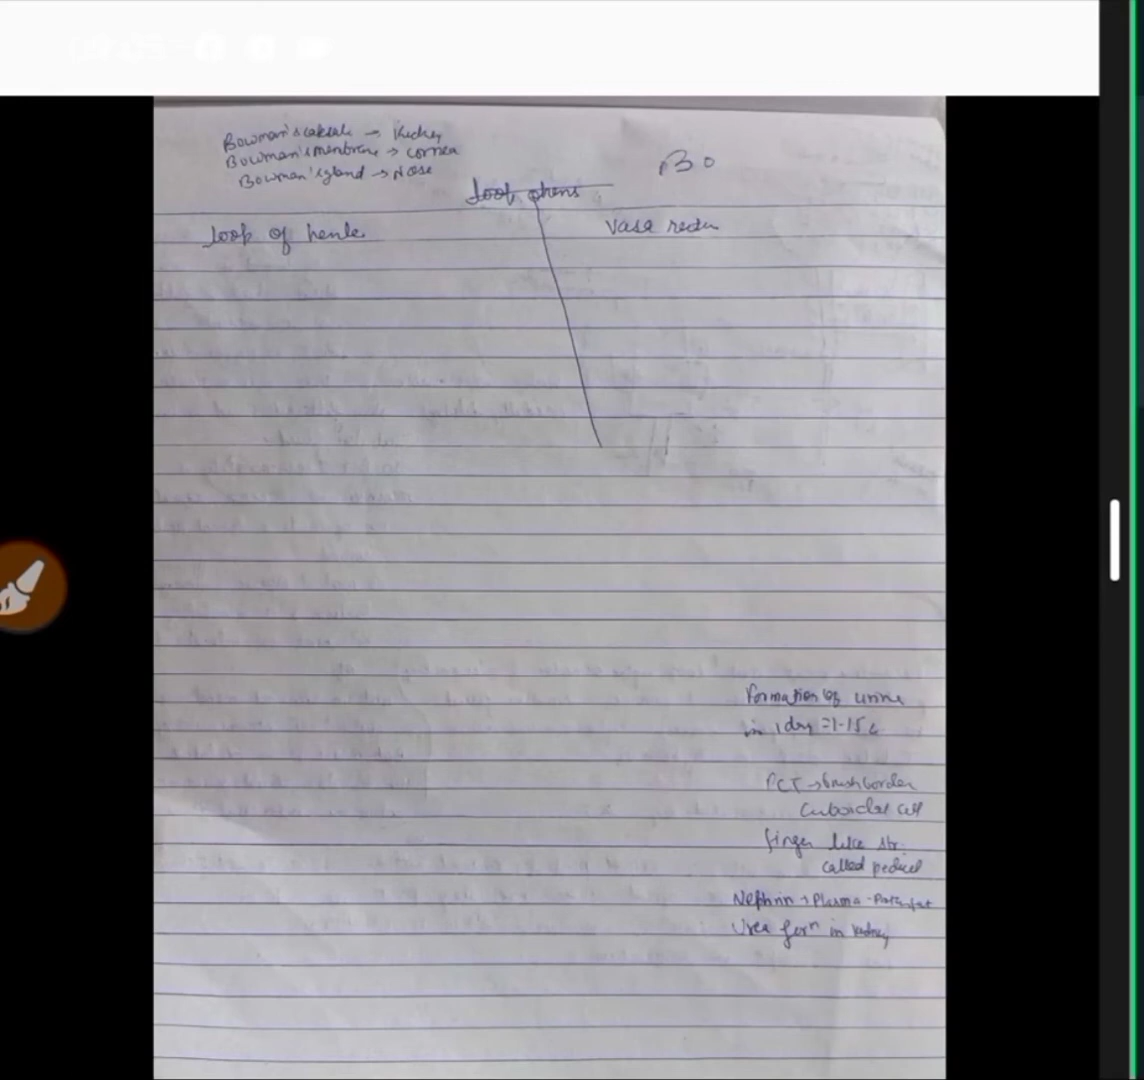 Bowman's capsule → Kidney
Bowman's membrane → cornea
Bowman's gland → Nose
Bo
loop of henle
vasa recta
Formation of urine
in 1 day = 1-1.5 L
PCT → brush border
Cuboidal cell
finger like str.
called pedicel
Nephrin → Plasma
Urea forn in kidney